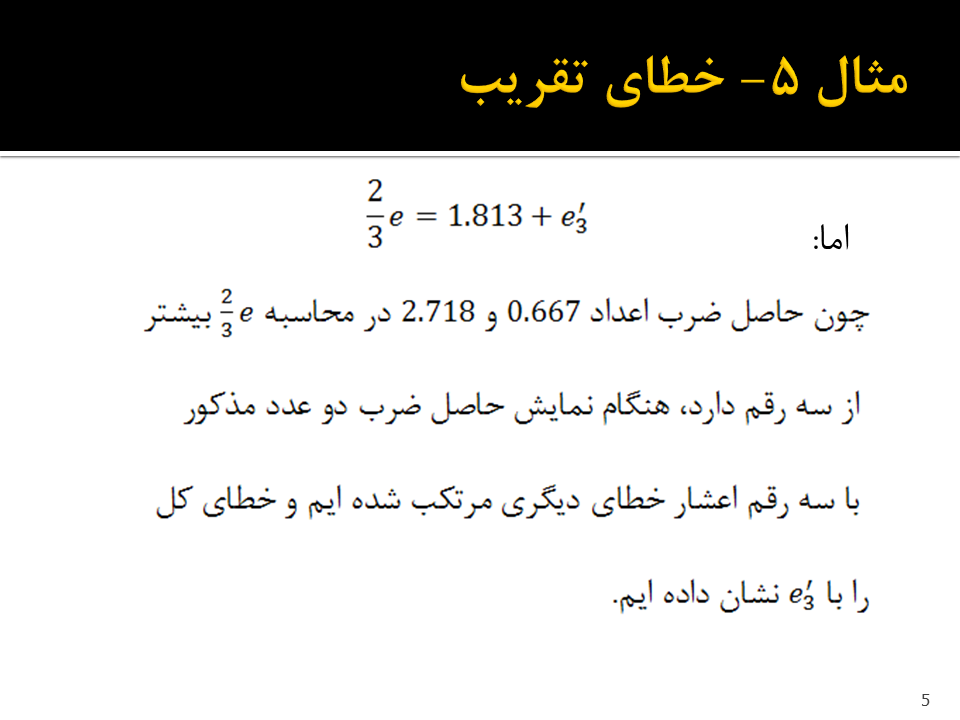 مثال ۵- خطای تقریب
$\frac{2}{3}e = 1.813 + e'_3$
اما:
چون حاصل ضرب اعداد 0.667 و 2.718 در محاسبه $\frac{2}{3}e$ بیشتر
از سه رقم دارد، هنگام نمایش حاصل ضرب دو عدد مذکور
با سه رقم اعشار خطای دیگری مرتکب شده ایم و خطای کل
را با $e'_3$ نشان داده ایم.
5